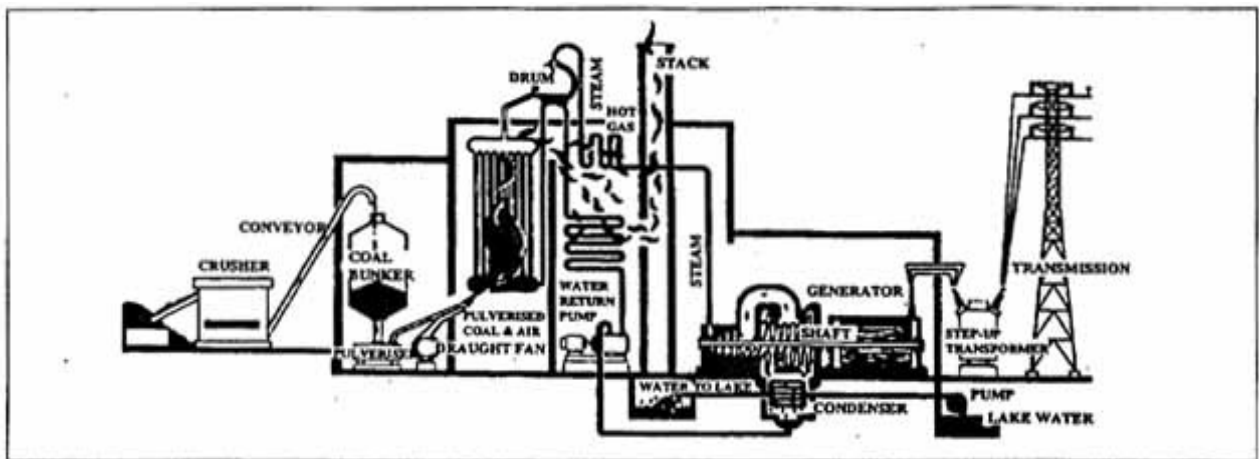 DRUM
STEAM
STACK
HOT
GAS
CONVEYOR
COAL
BUNKER
CRUSHER
STEAM
TRANSMISSION
GENERATOR
WATER
RETURN
PUMP
PULVERISED
COAL & AIR
SHAFT
STEP-UP
TRANSFORMER
DRAUGHT FAN
WATER TO LAKE
PUMP
CONDENSER
LAKE WATER